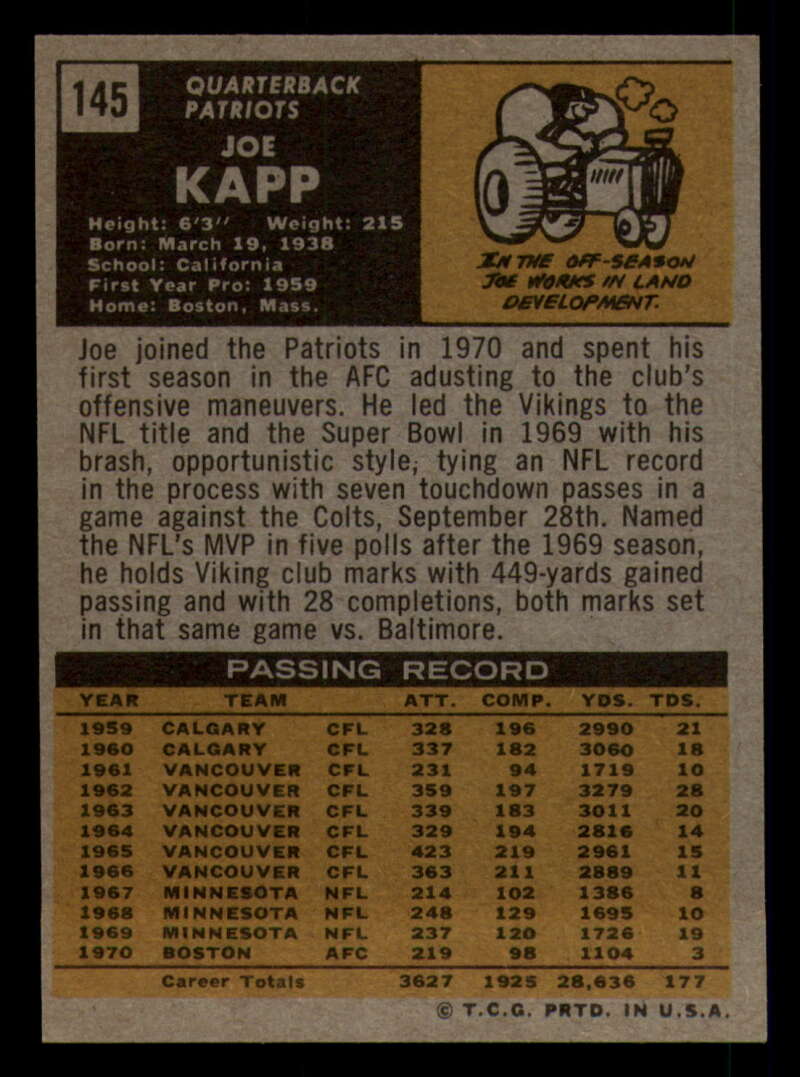 145
QUARTERBACK
PATRIOTS
JOE
KAPP
Height: 6'3" Weight: 215
Born: March 19, 1938
School: California
First Year Pro: 1959
Home: Boston, Mass.
IN THE OFF-SEASON
JOE WORKS IN LAND
DEVELOPMENT.
Joe joined the Patriots in 1970 and spent his
first season in the AFC adusting to the club's
offensive maneuvers. He led the Vikings to the
NFL title and the Super Bowl in 1969 with his
brash, opportunistic style, tying an NFL record
in the process with seven touchdown passes in a
game against the Colts, September 28th. Named
the NFL's MVP in five polls after the 1969 season,
he holds Viking club marks with 449-yards gained
passing and with 28 completions, both marks set
in that same game vs. Baltimore.
PASSING RECORD
YEAR TEAM ATT. COMP. YDS. TDS.
1959 CALGARY CFL 328 196 2990 21
1960 CALGARY CFL 337 182 3060 18
1961 VANCOUVER CFL 231 94 1719 10
1962 VANCOUVER CFL 359 197 3279 28
1963 VANCOUVER CFL 339 183 3011 20
1964 VANCOUVER CFL 329 194 2816 14
1965 VANCOUVER CFL 423 219 2961 15
1966 VANCOUVER CFL 363 211 2889 11
1967 MINNESOTA NFL 214 102 1386 8
1968 MINNESOTA NFL 248 129 1695 10
1969 MINNESOTA NFL 237 120 1726 19
1970 BOSTON AFC 219 98 1104 3
Career Totals 3627 1925 28,636 177
© T.C.G. PRTD. IN U.S.A.